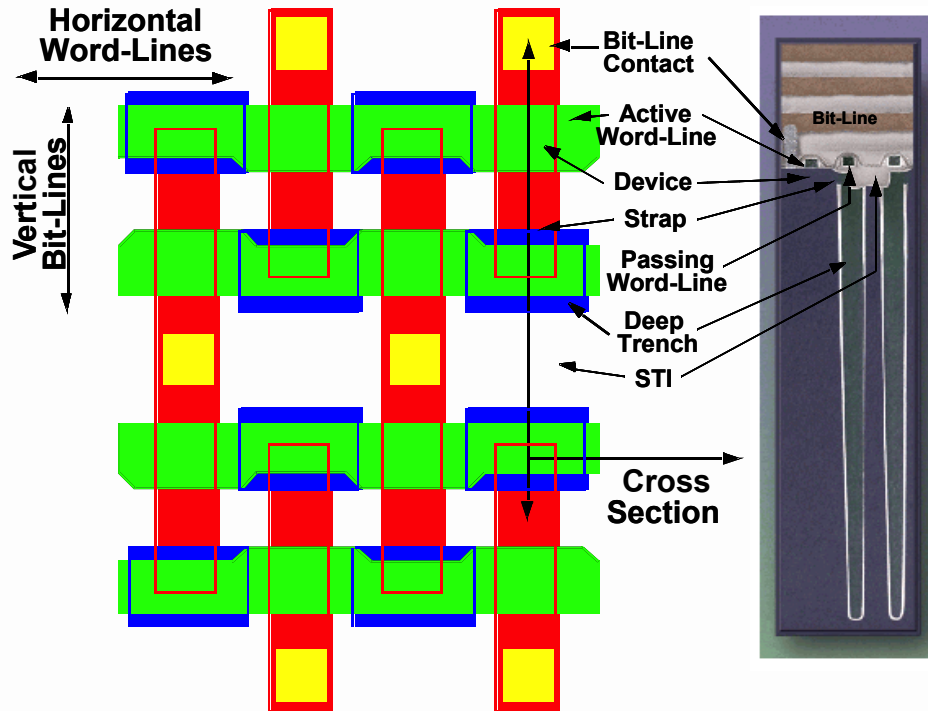 Horizontal
Word-Lines
Vertical
Bit-Lines
Bit-Line
Contact
Active
Word-Line
Device
Strap
Passing
Word-Line
Deep
Trench
STI
Cross
Section
Bit-Line